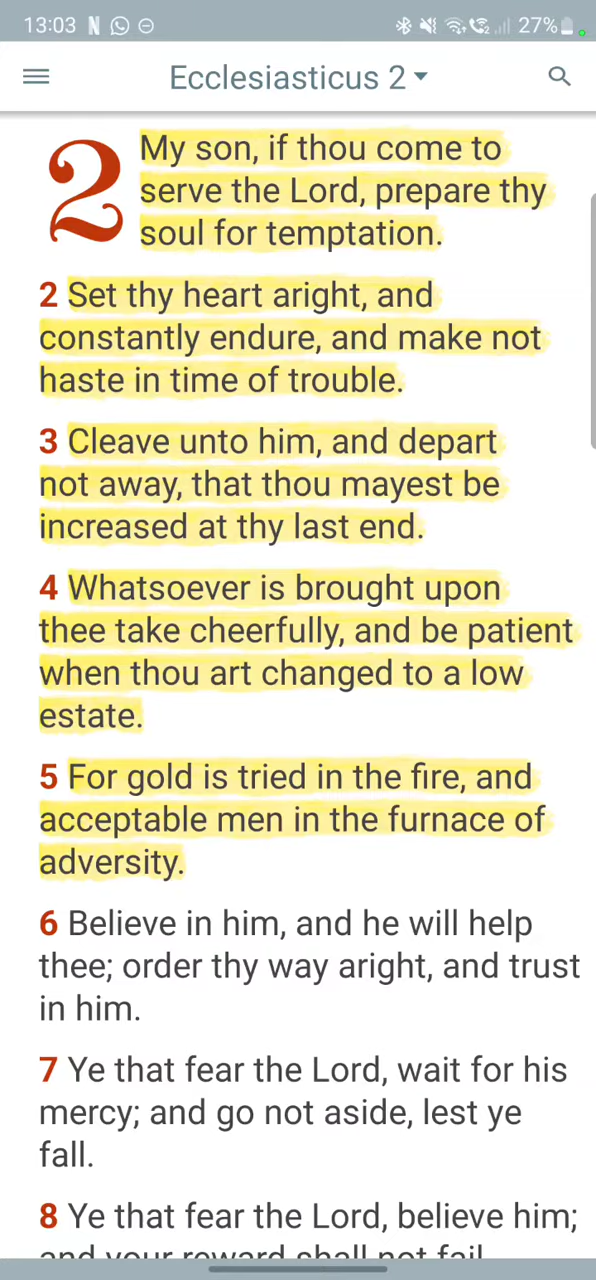 13:03 N 27%
Ecclesiasticus 2
2 My son, if thou come to
serve the Lord, prepare thy
soul for temptation.
2 Set thy heart aright, and
constantly endure, and make not
haste in time of trouble.
3 Cleave unto him, and depart
not away, that thou mayest be
increased at thy last end.
4 Whatsoever is brought upon
thee take cheerfully, and be patient
when thou art changed to a low
estate.
5 For gold is tried in the fire, and
acceptable men in the furnace of
adversity.
6 Believe in him, and he will help
thee; order thy way aright, and trust
in him.
7 Ye that fear the Lord, wait for his
mercy; and go not aside, lest ye
fall.
8 Ye that fear the Lord, believe him;
and your reward shall not fail